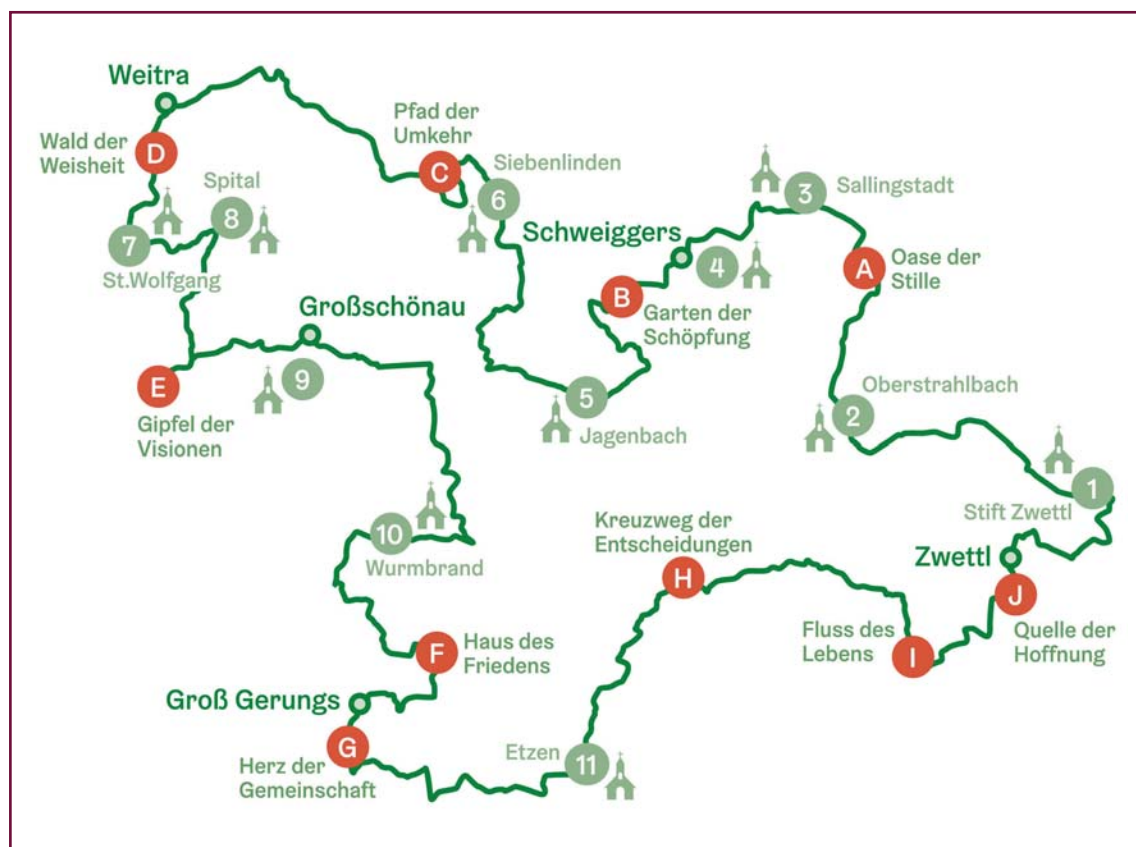 Weitra
Wald der
Weisheit
D
Pfad der
Umkehr
C
Siebenlinden
6
Spital
8
7
St.Wolfgang
3
Sallingstadt
Schweiggers
4
A
Oase der
Stille
B
Garten der
Schöpfung
Großschönau
9
E
Gipfel der
Visionen
5
Jagenbach
Oberstrahlbach
2
1
Stift Zwettl
Kreuzweg der
Entscheidungen
H
10
Wurmbrand
Zwettl
J
Quelle der
Hoffnung
Fluss des
Lebens
I
F
Haus des
Friedens
Groß Gerungs
G
Herz der
Gemeinschaft
Etzen
11